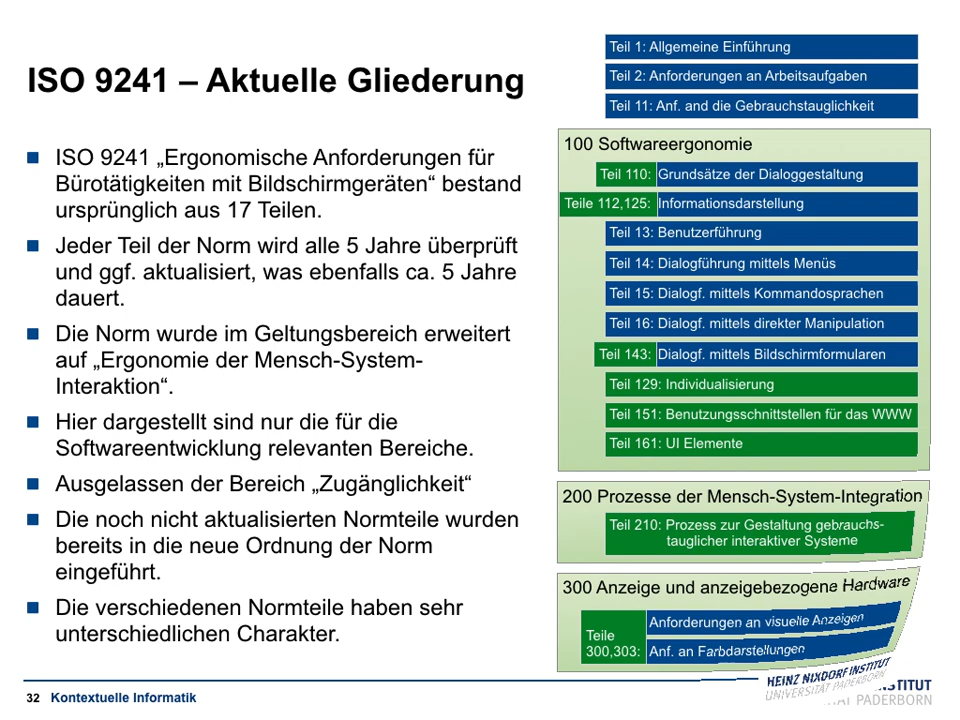 ISO 9241 – Aktuelle Gliederung
ISO 9241 „Ergonomische Anforderungen für
Bürotätigkeiten mit Bildschirmgeräten“ bestand
ursprünglich aus 17 Teilen.
Jeder Teil der Norm wird alle 5 Jahre überprüft
und ggf. aktualisiert, was ebenfalls ca. 5 Jahre
dauert.
Die Norm wurde im Geltungsbereich erweitert
auf „Ergonomie der Mensch-System-
Interaktion“.
Hier dargestellt sind nur die für die
Softwareentwicklung relevanten Bereiche.
Ausgelassen der Bereich „Zugänglichkeit“
Die noch nicht aktualisierten Normteile wurden
bereits in die neue Ordnung der Norm
eingeführt.
Die verschiedenen Normteile haben sehr
unterschiedlichen Charakter.
Teil 1: Allgemeine Einführung
Teil 2: Anforderungen an Arbeitsaufgaben
Teil 11: Anf. and die Gebrauchstauglichkeit
100 Softwareergonomie
Teil 110: Grundsätze der Dialoggestaltung
Teile 112,125: Informationsdarstellung
Teil 13: Benutzerführung
Teil 14: Dialogführung mittels Menüs
Teil 15: Dialogf. mittels Kommandosprachen
Teil 16: Dialogf. mittels direkter Manipulation
Teil 143: Dialogf. mittels Bildschirmformularen
Teil 129: Individualisierung
Teil 151: Benutzungsschnittstellen für das WWW
Teil 161: UI Elemente
200 Prozesse der Mensch-System-Integration
Teil 210: Prozess zur Gestaltung gebrauchs-
tauglicher interaktiver Systeme
300 Anzeige und anzeigebezogene Hardware
Teile
300,303:
Anforderungen an visuelle Anzeigen
Anf. an Farbdarstellungen
32 Kontextuelle Informatik
HEINZ NIXDORF INSTITUT
UNIVERSITÄT PADERBORN
INSTITUT
PADERBORN